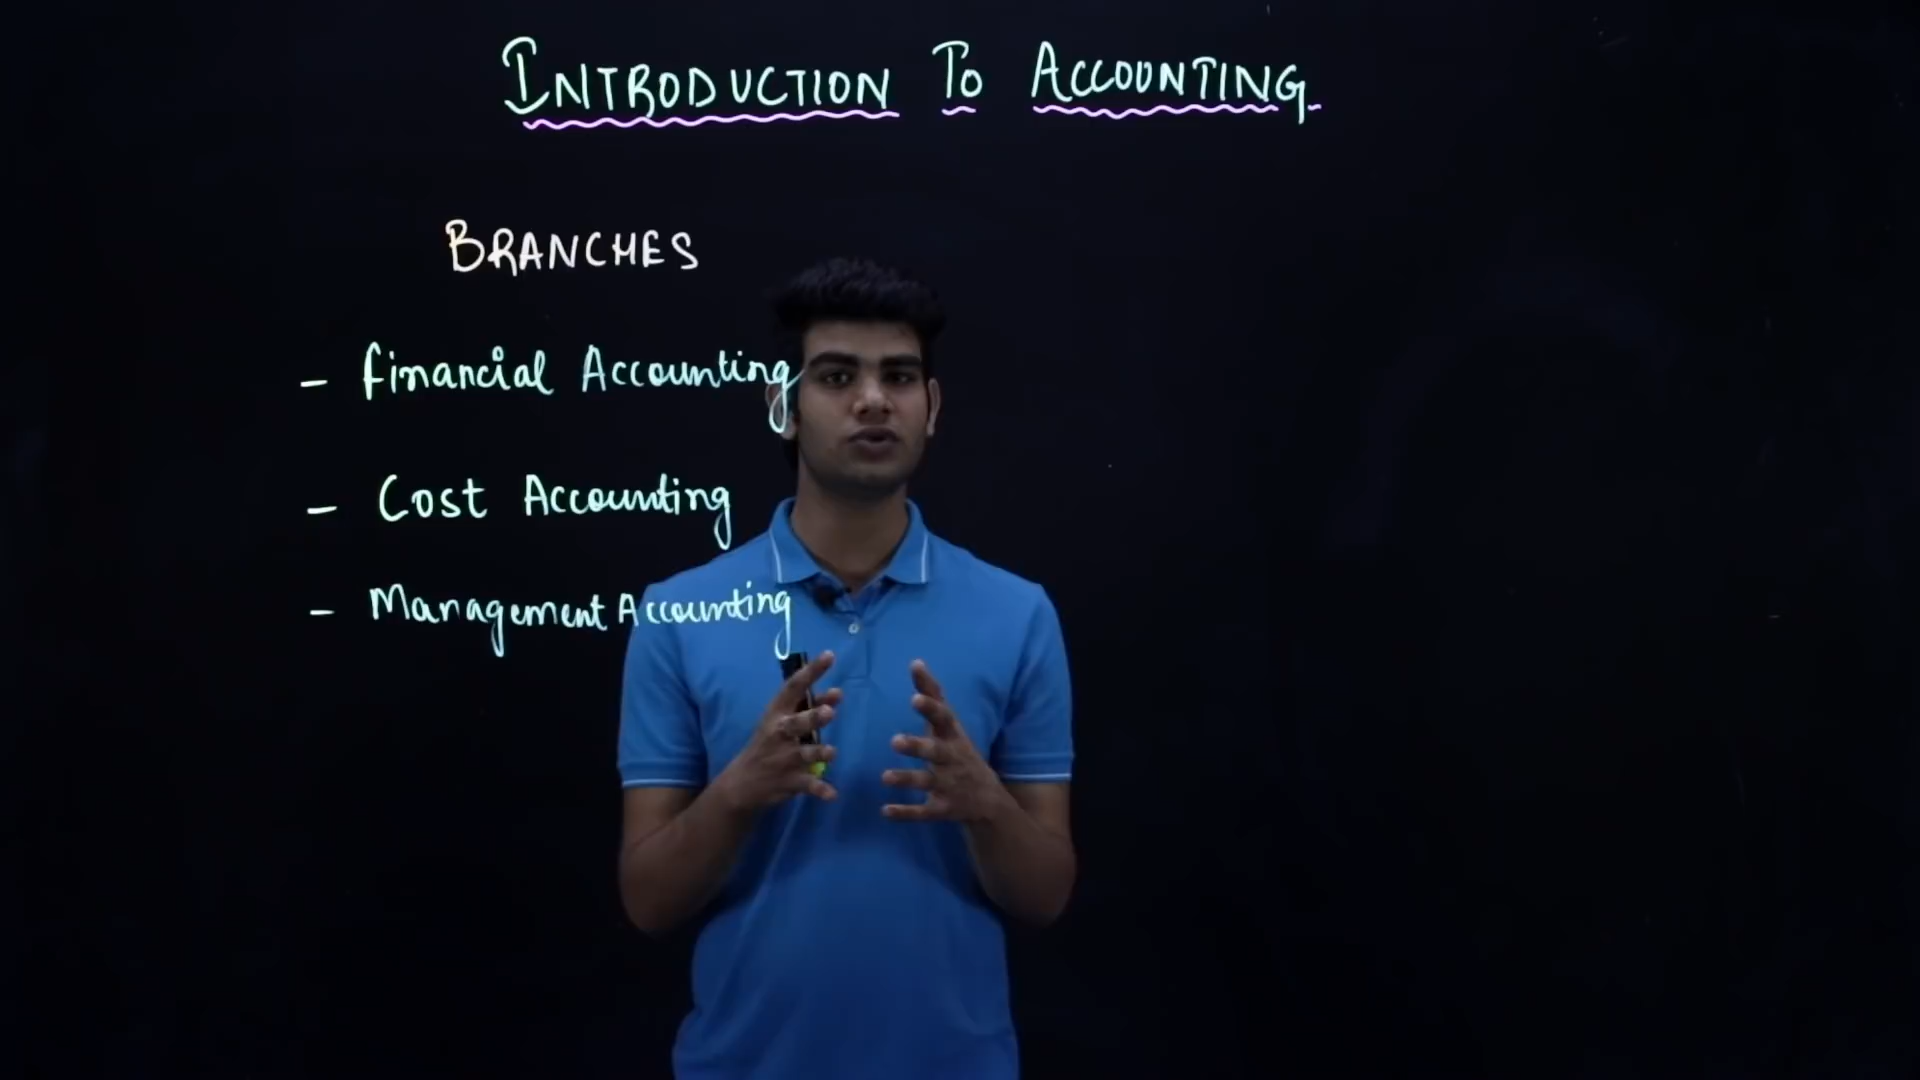 INTRODUCTION TO ACCOUNTING
BRANCHES
- Financial Accounting
- Cost Accounting
- Management Accounting